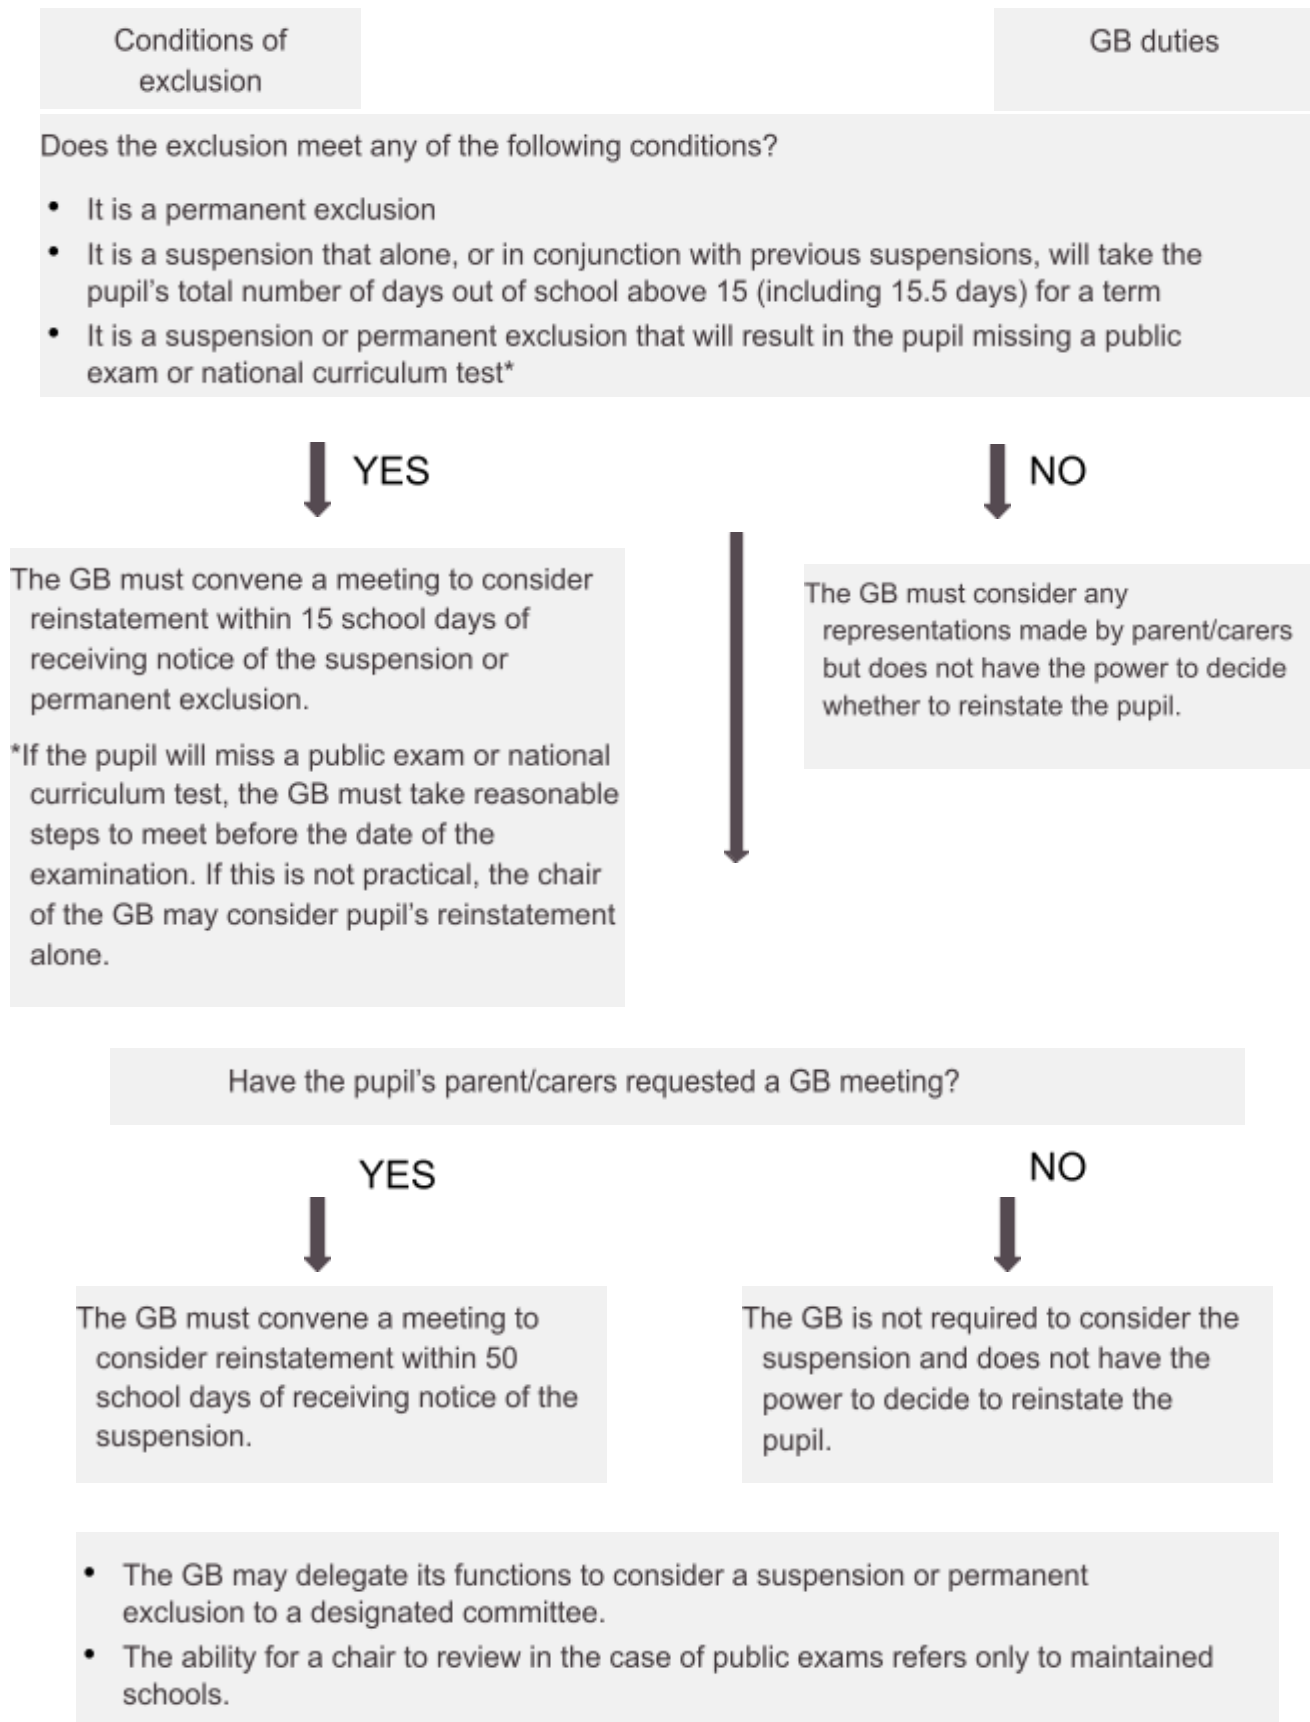 Conditions of
exclusion
GB duties
Does the exclusion meet any of the following conditions?
• It is a permanent exclusion
• It is a suspension that alone, or in conjunction with previous suspensions, will take the
pupil's total number of days out of school above 15 (including 15.5 days) for a term
• It is a suspension or permanent exclusion that will result in the pupil missing a public
exam or national curriculum test*
YES
NO
The GB must convene a meeting to consider
reinstatement within 15 school days of
receiving notice of the suspension or
permanent exclusion.
*If the pupil will miss a public exam or national
curriculum test, the GB must take reasonable
steps to meet before the date of the
examination. If this is not practical, the chair
of the GB may consider pupil's reinstatement
alone.
The GB must consider any
representations made by parent/carers
but does not have the power to decide
whether to reinstate the pupil.
Have the pupil's parent/carers requested a GB meeting?
YES
NO
The GB must convene a meeting to
consider reinstatement within 50
school days of receiving notice of the
suspension.
The GB is not required to consider the
suspension and does not have the
power to decide to reinstate the
pupil.
• The GB may delegate its functions to consider a suspension or permanent
exclusion to a designated committee.
• The ability for a chair to review in the case of public exams refers only to maintained
schools.